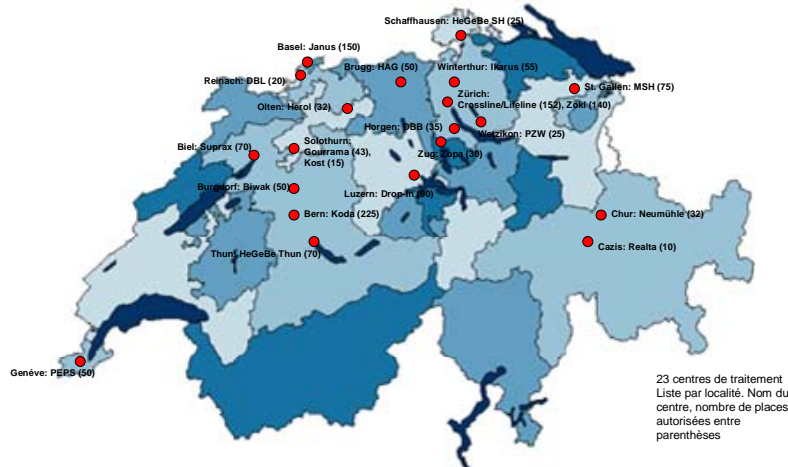 Schaffhausen: HeGeBe SH (25)
Basel: Janus (150)
Brugg: HAG (50)
Winterthur: Ikarus (55)
Reinach: DBL (20)
St. Gallen: MSH (75)
Olten: Herol (32)
Zürich:
Crossline/Lifeline (152), Zokl (140)
Horgen: DBB (35)
Wetzikon: PZW (25)
Biel: Suprax (70)
Solothurn:
Gourrama (43),
Kost (15)
Zug: Zopa (30)
Burgdorf: Biwak (50)
Luzern: Drop-in (90)
Bern: Koda (225)
Chur: Neumühle (32)
Thun: HeGeBe Thun (70)
Cazis: Realta (10)
Genéve: PEPS (50)
23 centres de traitement
Liste par localité. Nom du
centre, nombre de places
autorisées entre
parenthèses